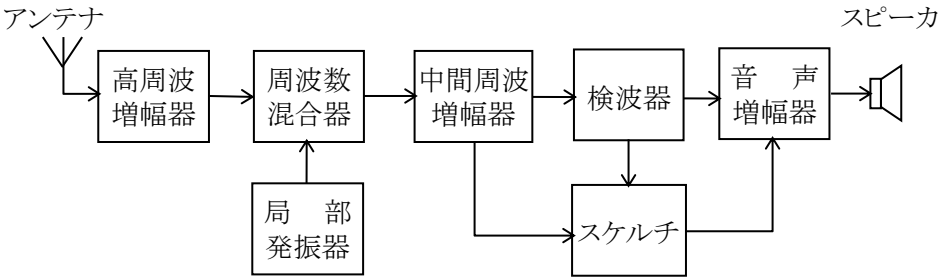 アンテナ
スピーカ
高周波
増幅器
周波数
混合器
中間周波
増幅器
検波器
音　声
増幅器
局　部
発振器
スケルチ